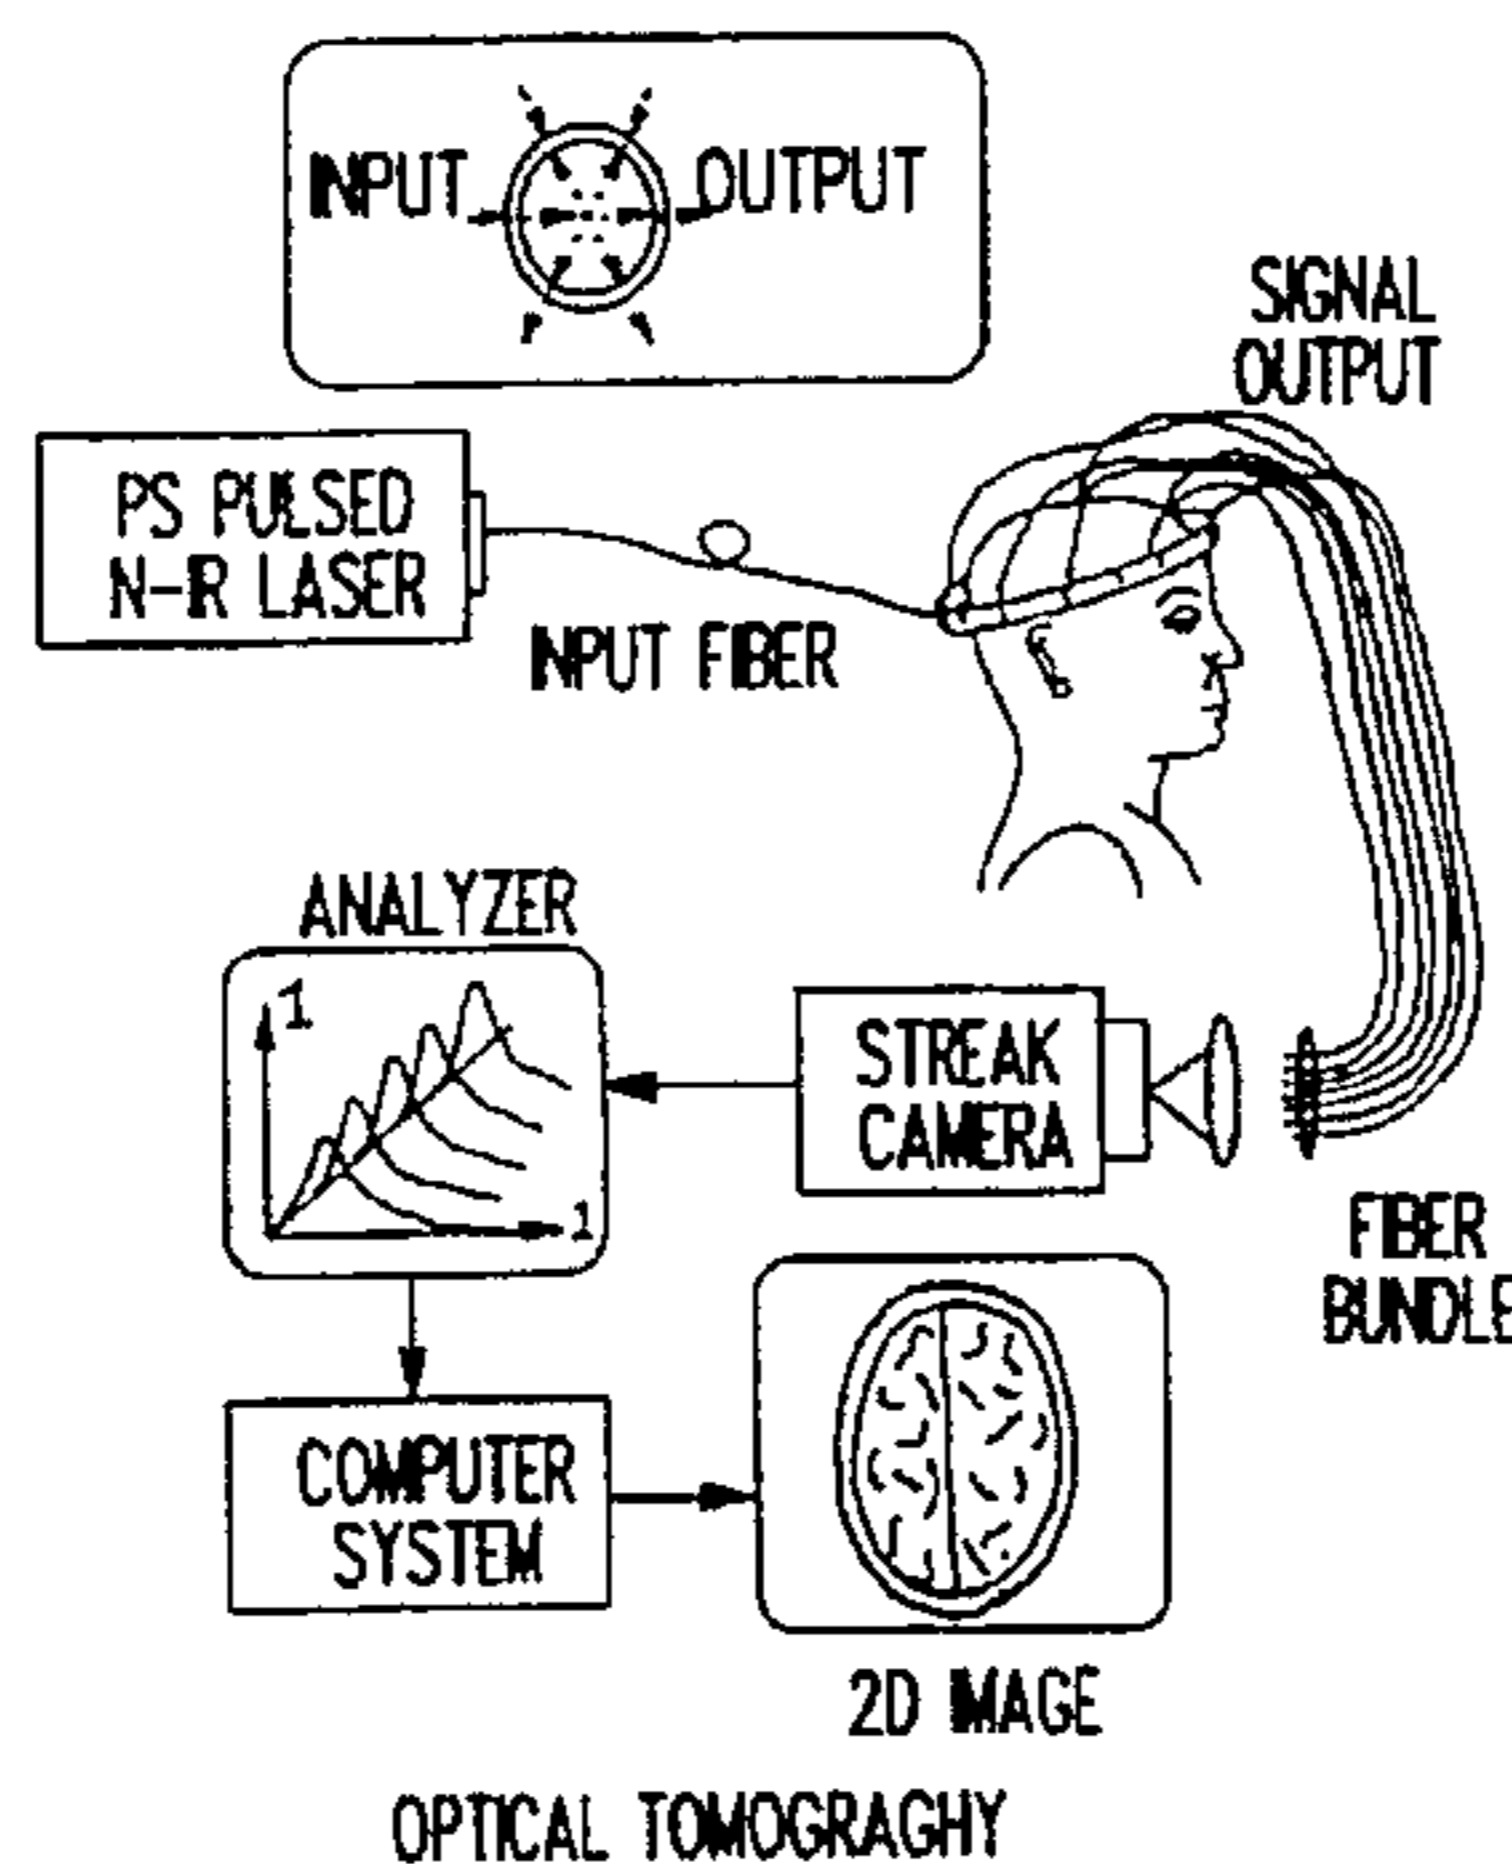 INPUT
OUTPUT
SIGNAL
OUTPUT
PS PULSED
N-IR LASER
INPUT FIBER
ANALYZER
1
1
STREAK
CAMERA
FIBER
BUNDLE
COMPUTER
SYSTEM
2D IMAGE
OPTICAL TOMOGRAGHY